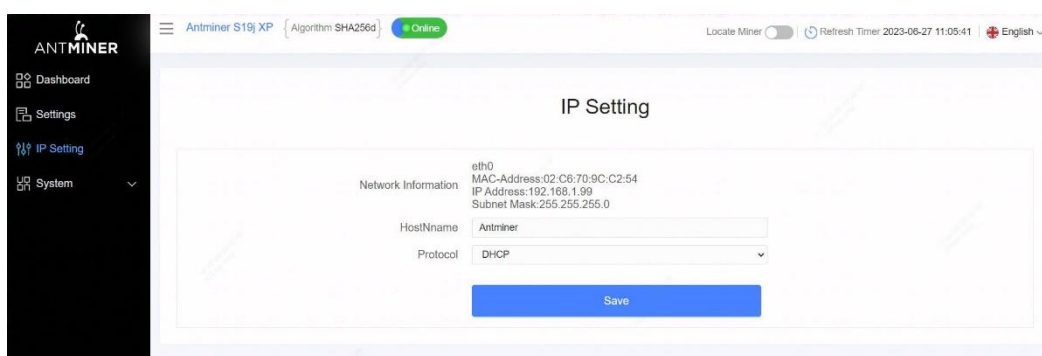 ANTMINER
Antminer S19j XP {Algorithm SHA256d} Online
Locate Miner Refresh Timer 2023-06-27 11:05:41 English
Dashboard
Settings
IP Setting
System
IP Setting
Network Information
eth0
MAC-Address:02:C6:70:9C:C2:54
IP Address:192.168.1.99
Subnet Mask:255.255.255.0
HostNname Antminer
Protocol DHCP
Save